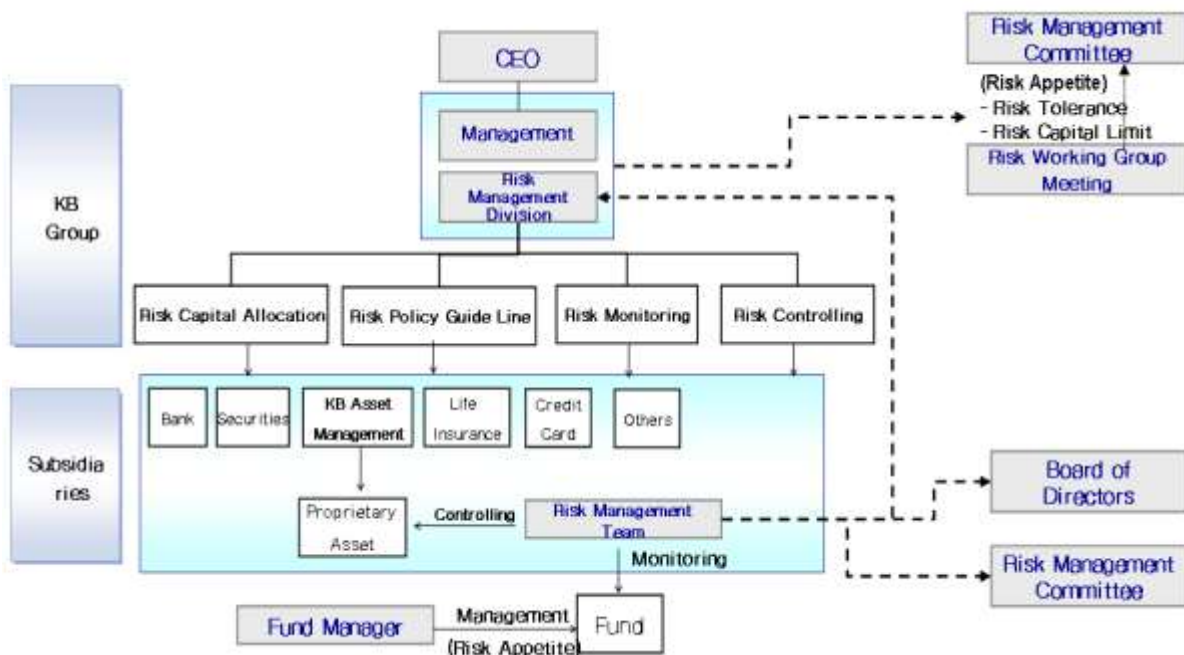 CEO
Risk Management
Committee
(Risk Appetite)
- Risk Tolerance
- Risk Capital Limit
Risk Working Group
Meeting
Management
Risk
Management
Division
KB
Group
Risk Capital Allocation
Risk Policy Guide Line
Risk Monitoring
Risk Controlling
Bank
Securities
KB Asset
Management
Life
Insurance
Credit
Card
Others
Subsidia
ries
Proprietary
Asset
Controlling
Risk Management
Team
Board of
Directors
Monitoring
Risk Management
Committee
Fund Manager
Management
(Risk Appetite)
Fund